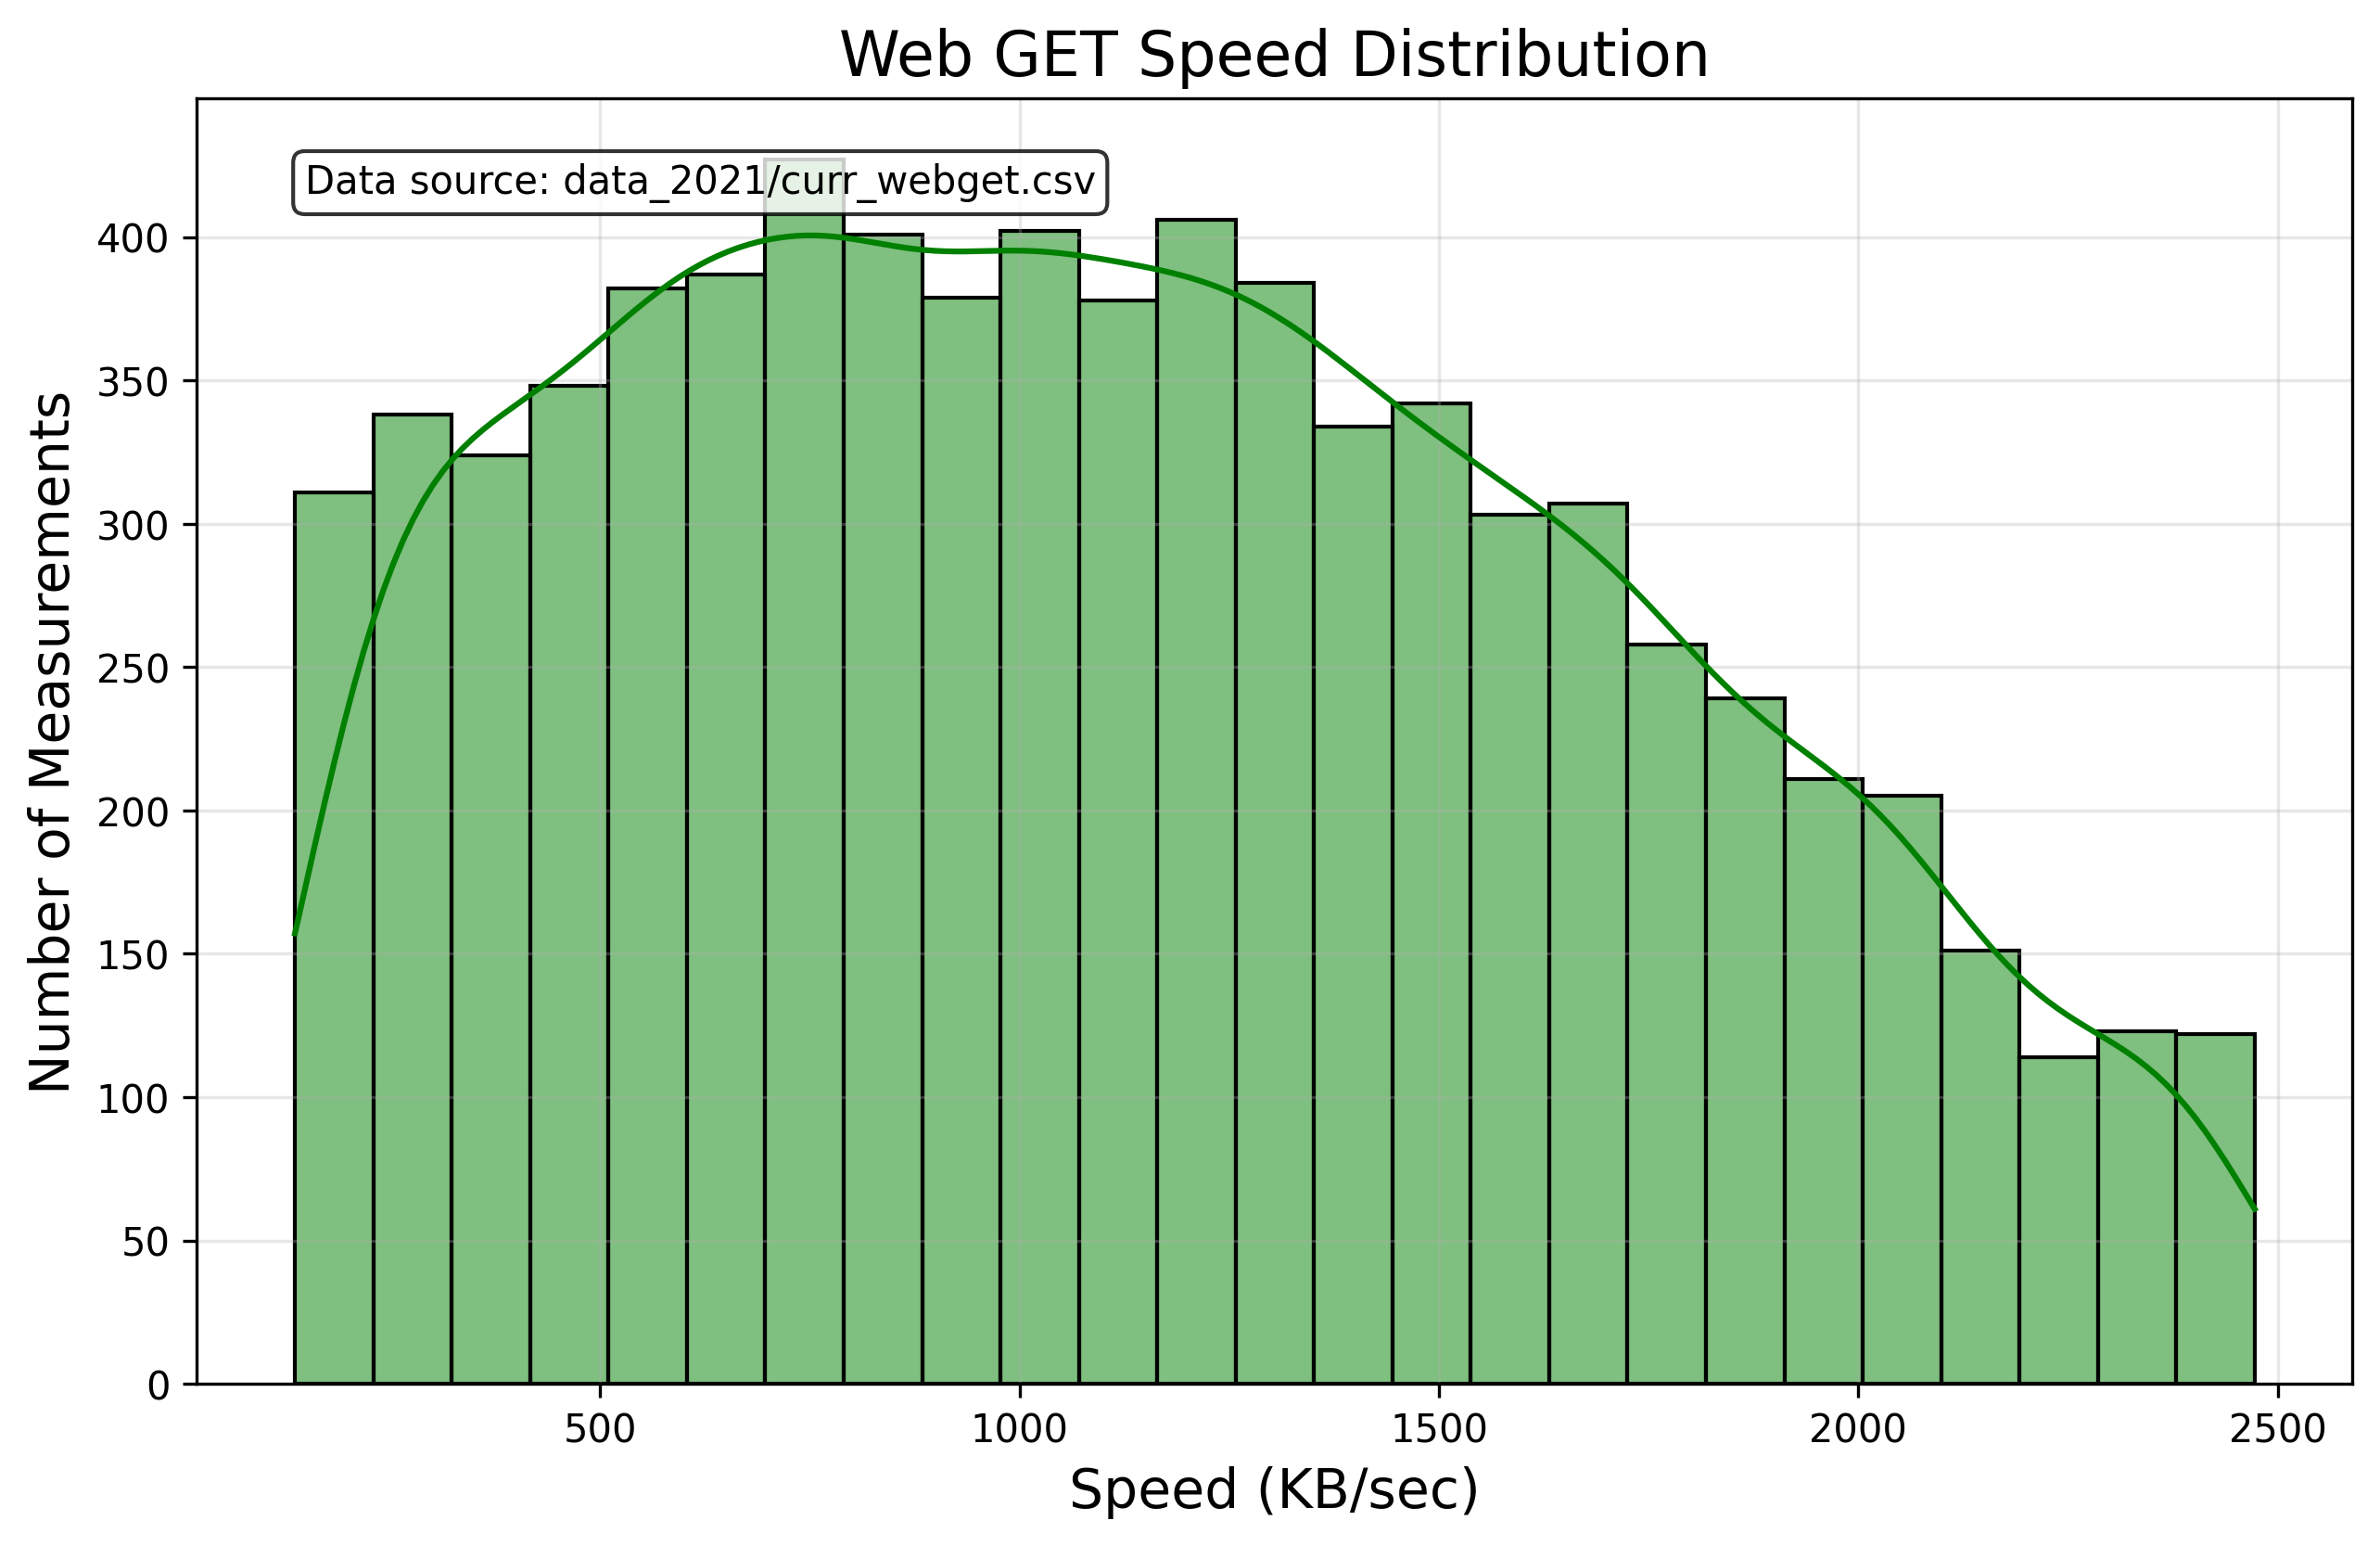 Web GET Speed Distribution
Data source: data_2021/curr_webget.csv
Number of Measurements
400
350
300
250
200
150
100
50
0
500 1000 1500 2000 2500
Speed (KB/sec)